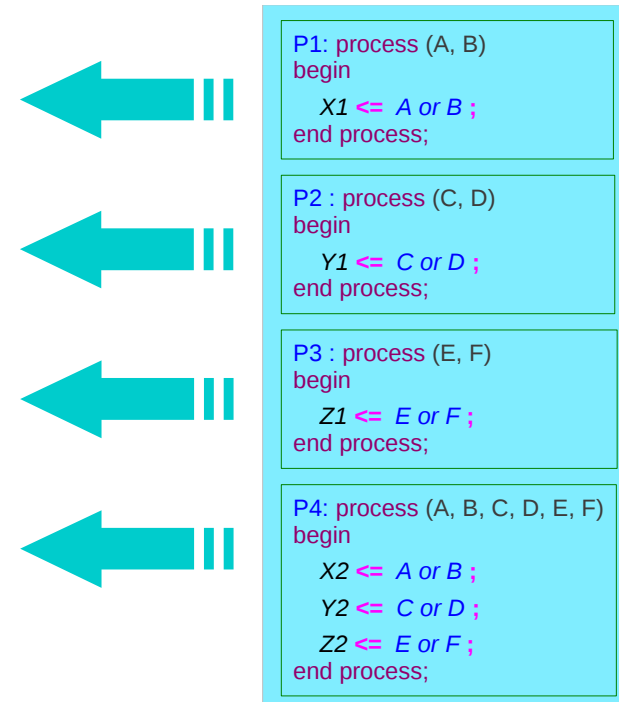 P1: process (A, B)
begin
X1 <= A or B ;
end process;
P2 : process (C, D)
begin
Y1 <= C or D ;
end process;
P3 : process (E, F)
begin
Z1 <= E or F ;
end process;
P4: process (A, B, C, D, E, F)
begin
X2 <= A or B ;
Y2 <= C or D ;
Z2 <= E or F ;
end process;